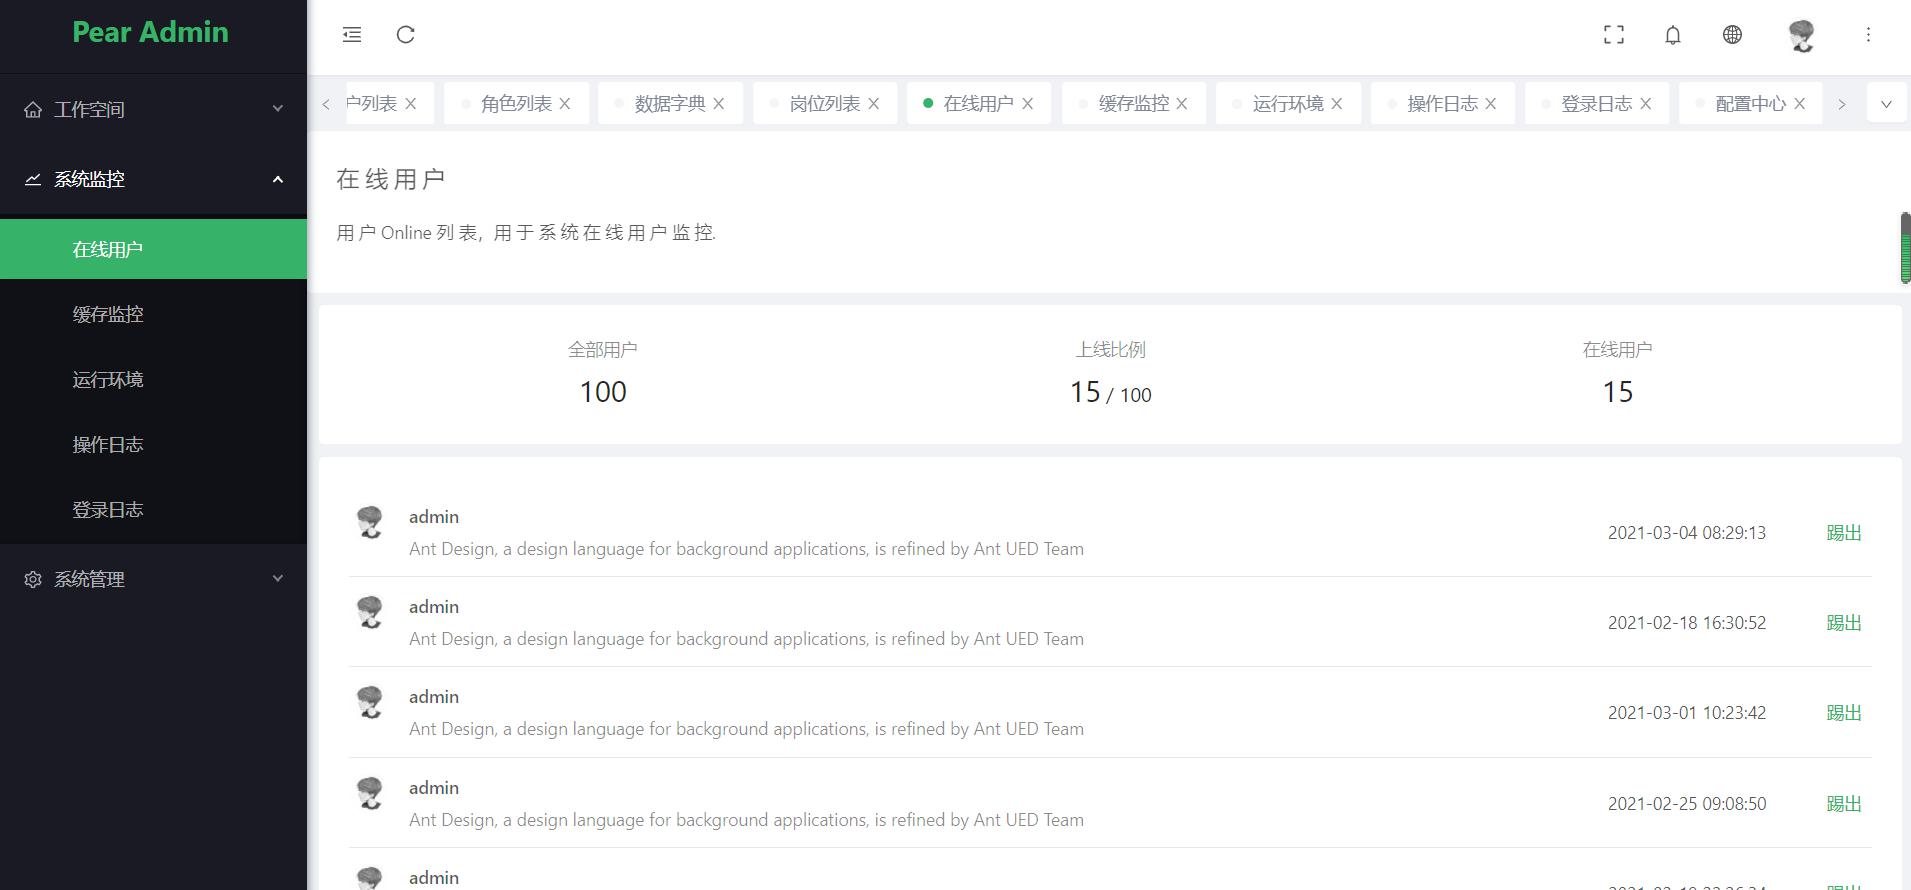 Pear Admin
工作空间
系统监控
在线用户
缓存监控
运行环境
操作日志
登录日志
系统管理
户列表 角色列表 数据字典 岗位列表 在线用户 缓存监控 运行环境 操作日志 登录日志 配置中心
在线用户
用户 Online 列表，用于系统在线用户监控.
全部用户
100
上线比例
15 / 100
在线用户
15
admin
Ant Design, a design language for background applications, is refined by Ant UED Team
2021-03-04 08:29:13 踢出
admin
Ant Design, a design language for background applications, is refined by Ant UED Team
2021-02-18 16:30:52 踢出
admin
Ant Design, a design language for background applications, is refined by Ant UED Team
2021-03-01 10:23:42 踢出
admin
Ant Design, a design language for background applications, is refined by Ant UED Team
2021-02-25 09:08:50 踢出
admin